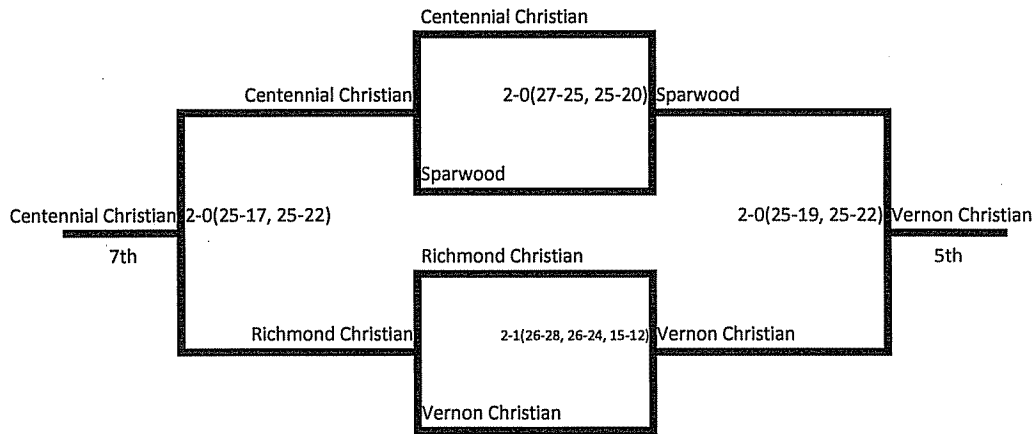 Centennial Christian
Centennial Christian
2-0(27-25, 25-20)
Sparwood
Sparwood
Centennial Christian
2-0(25-17, 25-22)
2-0(25-19, 25-22)
Vernon Christian
7th
5th
Richmond Christian
Richmond Christian
2-1(26-28, 26-24, 15-12)
Vernon Christian
Vernon Christian